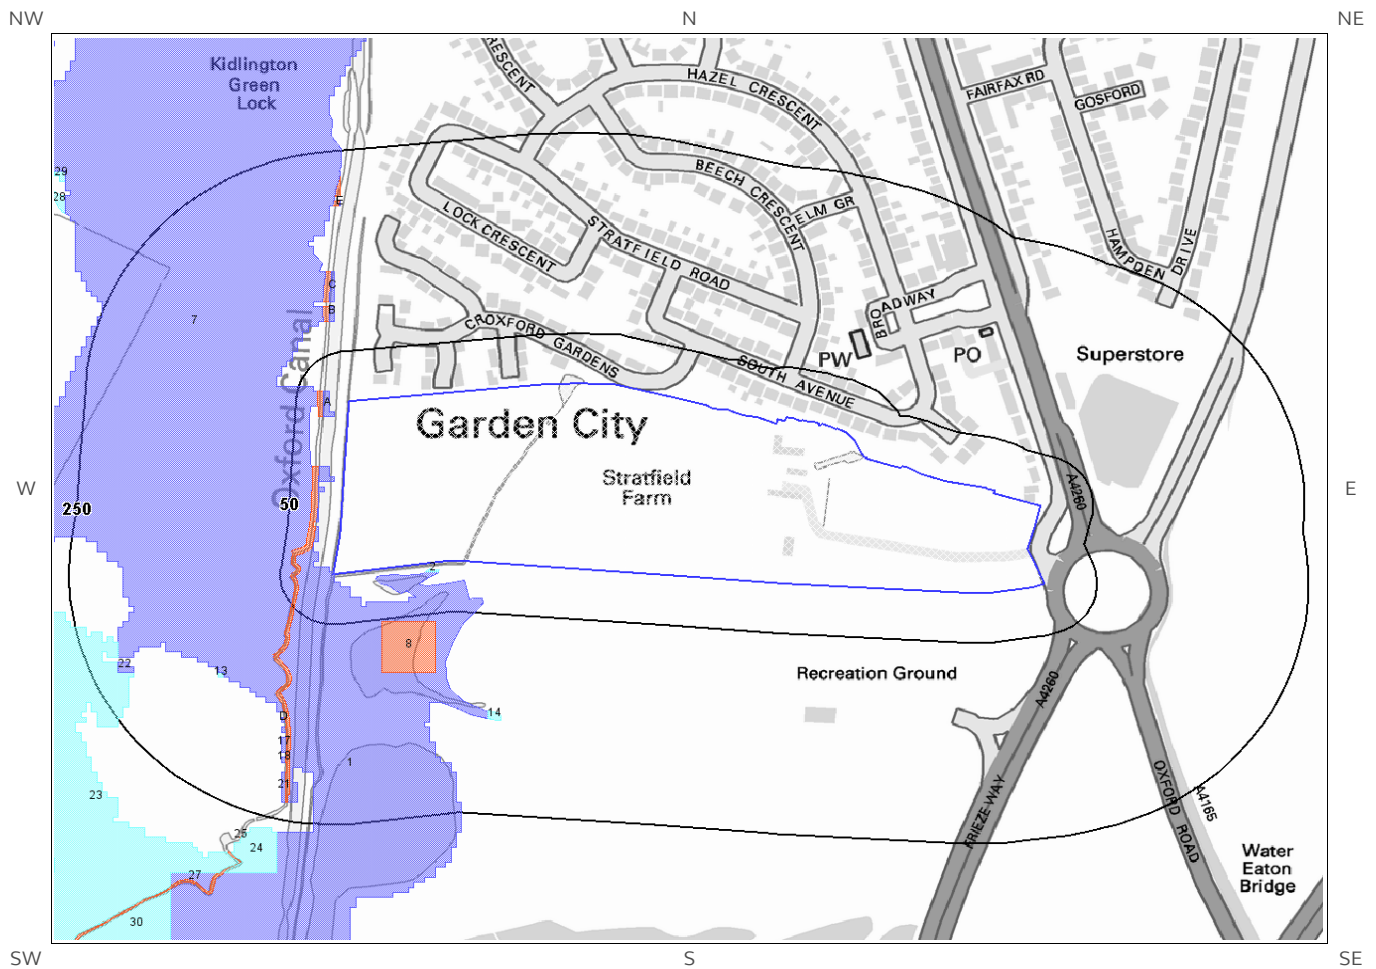 NW
N
NE
Kidlington
Green
Lock
RESCENT
HAZEL CRESCENT
FAIRFAX RD
GOSFORD
29
28
E
BEECH CRESCENT
ELM GR
LOCK CRESCENT
STRATFIELD ROAD
HAMPDEN
DRIVE
C
B
7
BROADWAY
CROXFORD GARDENS
SOUTH AVENUE
PW
PO
Superstore
A
Oxford Canal
Garden City
Stratfield
Farm
W
E
250
50
A4260
2
8
22
13
Recreation Ground
A4260
14
D
17
18
1
21
23
FRIEZE WAY
OXFORD ROAD
A4165
25
24
27
30
Water
Eaton
Bridge
SW
S
SE